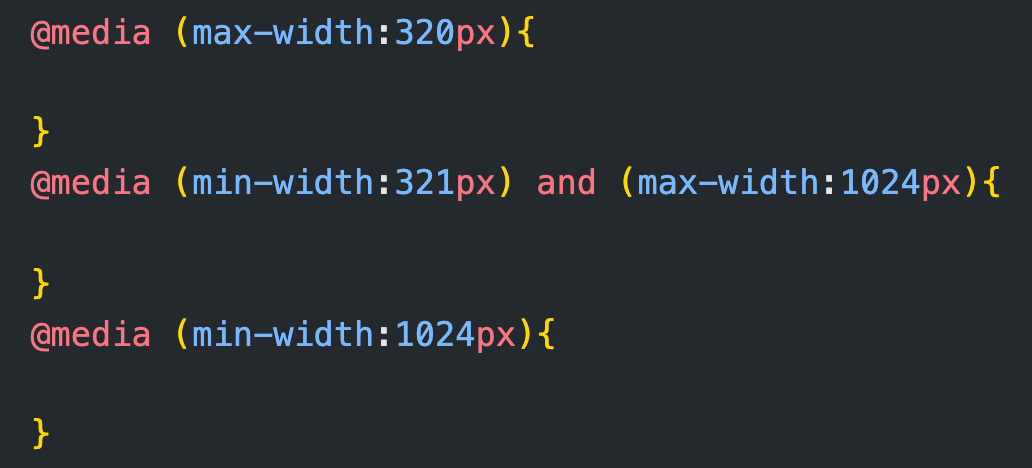 @media (max-width:320px){
}
@media (min-width:321px) and (max-width:1024px){
}
@media (min-width:1024px){
}